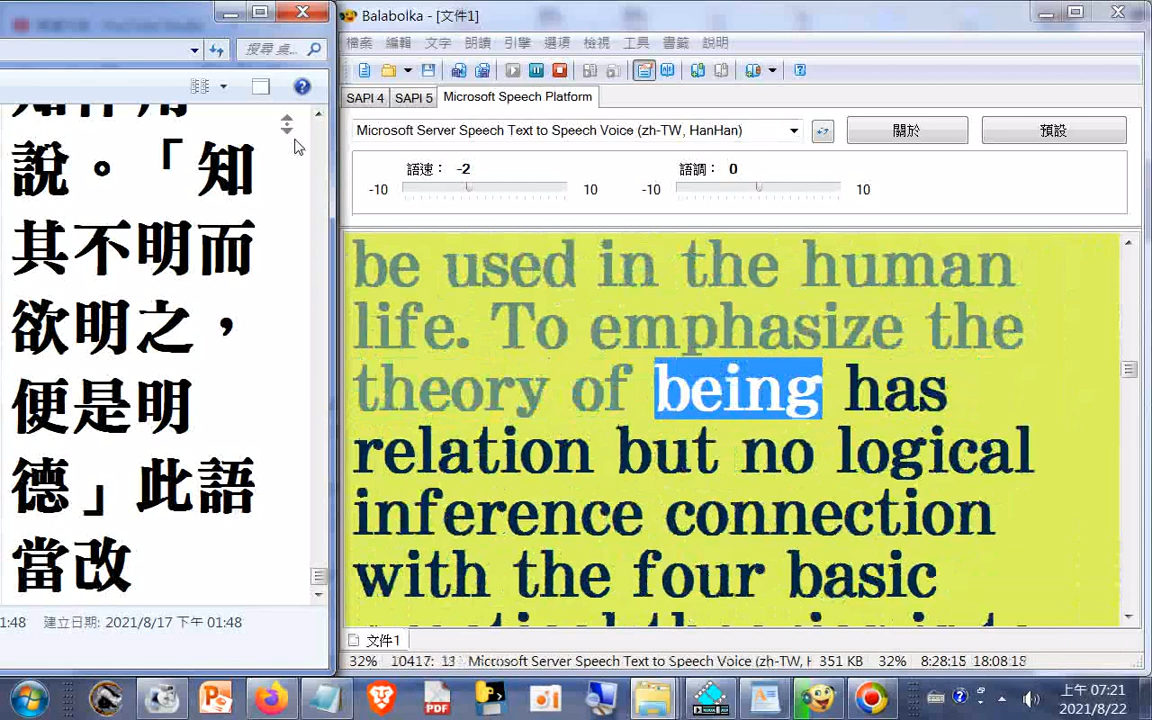 搜尋 桌...
說。「知
其不明而
欲明之，
便是明
德」此語
當改
1:48 建立日期: 2021/8/17 下午 01:48
Balabolka - [文件1]
檔案 編輯 文字 朗讀 引擎 選項 檢視 工具 書籤 說明
SAPI 4 SAPI 5 Microsoft Speech Platform
Microsoft Server Speech Text to Speech Voice (zh-TW, HanHan) 關於 預設
語速： -2 語調： 0
-10 10 -10 10
be used in the human
life. To emphasize the
theory of being has
relation but no logical
inference connection
with the four basic
文件1
32% 10417: 13 Microsoft Server Speech Text to Speech Voice (zh-TW, H 351 KB 32% 8:28:15 18:08:18
PDF
上午 07:21
2021/8/22